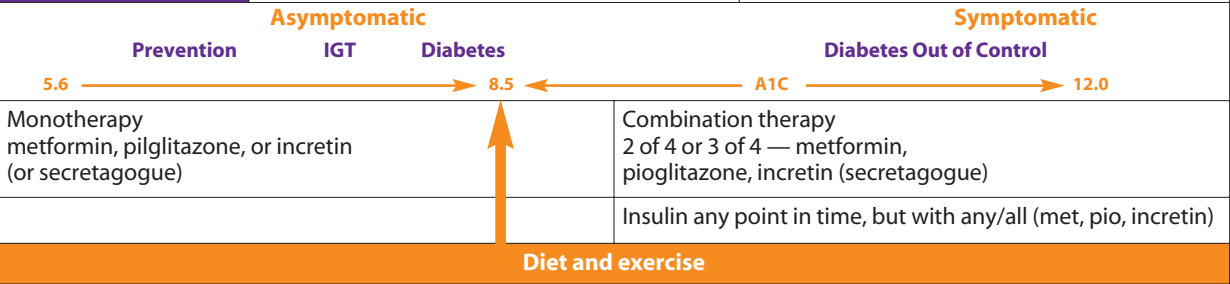 Asymptomatic Symptomatic
Prevention IGT Diabetes Diabetes Out of Control
5.6 8.5 A1C 12.0
Monotherapy
metformin, pilglitazone, or incretin
(or secretagogue)
Combination therapy
2 of 4 or 3 of 4 — metformin,
pioglitazone, incretin (secretagogue)
Insulin any point in time, but with any/all (met, pio, incretin)
Diet and exercise